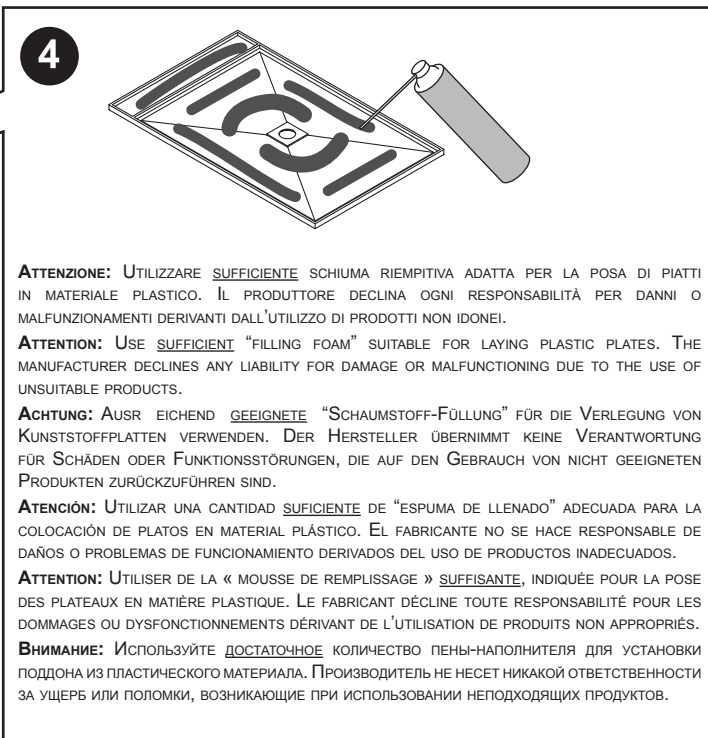 4
ATTENZIONE: UTILIZZARE SUFFICIENTE SCHIUMA RIEMPITIVA ADATTA PER LA POSA DI PIATTI
IN MATERIALE PLASTICO. IL PRODUTTORE DECLINA OGNI RESPONSABILITÀ PER DANNI O
MALFUNZIONAMENTI DERIVANTI DALL'UTILIZZO DI PRODOTTI NON IDONEI.
ATTENTION: USE SUFFICIENT “FILLING FOAM” SUITABLE FOR LAYING PLASTIC PLATES. THE
MANUFACTURER DECLINES ANY LIABILITY FOR DAMAGE OR MALFUNCTIONING DUE TO THE USE OF
UNSUITABLE PRODUCTS.
ACHTUNG: AUSR EICHEND GEEIGNETE “SCHAUMSTOFF-FÜLLUNG” FÜR DIE VERLEGUNG VON
KUNSTSTOFFPLATTEN VERWENDEN. DER HERSTELLER ÜBERNIMMT KEINE VERANTWORTUNG
FÜR SCHÄDEN ODER FUNKTIONSSTÖRUNGEN, DIE AUF DEN GEBRAUCH VON NICHT GEEIGNETEN
PRODUKTEN ZURÜCKZUFÜHREN SIND.
ATENCIÓN: UTILIZAR UNA CANTIDAD SUFICIENTE DE “ESPUMA DE LLENADO” ADECUADA PARA LA
COLOCACIÓN DE PLATOS EN MATERIAL PLÁSTICO. EL FABRICANTE NO SE HACE RESPONSABLE DE
DAÑOS O PROBLEMAS DE FUNCIONAMIENTO DERIVADOS DEL USO DE PRODUCTOS INADECUADOS.
ATTENTION: UTILISER DE LA « MOUSSE DE REMPLISSAGE » SUFFISANTE, INDIQUÉE POUR LA POSE
DES PLATEAUX EN MATIÈRE PLASTIQUE. LE FABRICANT DÉCLINE TOUTE RESPONSABILITÉ POUR LES
DOMMAGES OU DYSFONCTIONNEMENTS DÉRIVANT DE L'UTILISATION DE PRODUITS NON APPROPRIÉS.
ВНИМАНИЕ: ИСПОЛЬЗУЙТЕ ДОСТАТОЧНОЕ КОЛИЧЕСТВО ПЕНЫ-НАПОЛНИТЕЛЯ ДЛЯ УСТАНОВКИ
ПОДДОНА ИЗ ПЛАСТИЧЕСКОГО МАТЕРИАЛА. ПРОИЗВОДИТЕЛЬ НЕ НЕСЕТ НИКАКОЙ ОТВЕТСТВЕННОСТИ
ЗА УЩЕРБ ИЛИ ПОЛОМКИ, ВОЗНИКАЮЩИЕ ПРИ ИСПОЛЬЗОВАНИИ НЕПОДХОДЯЩИХ ПРОДУКТОВ.